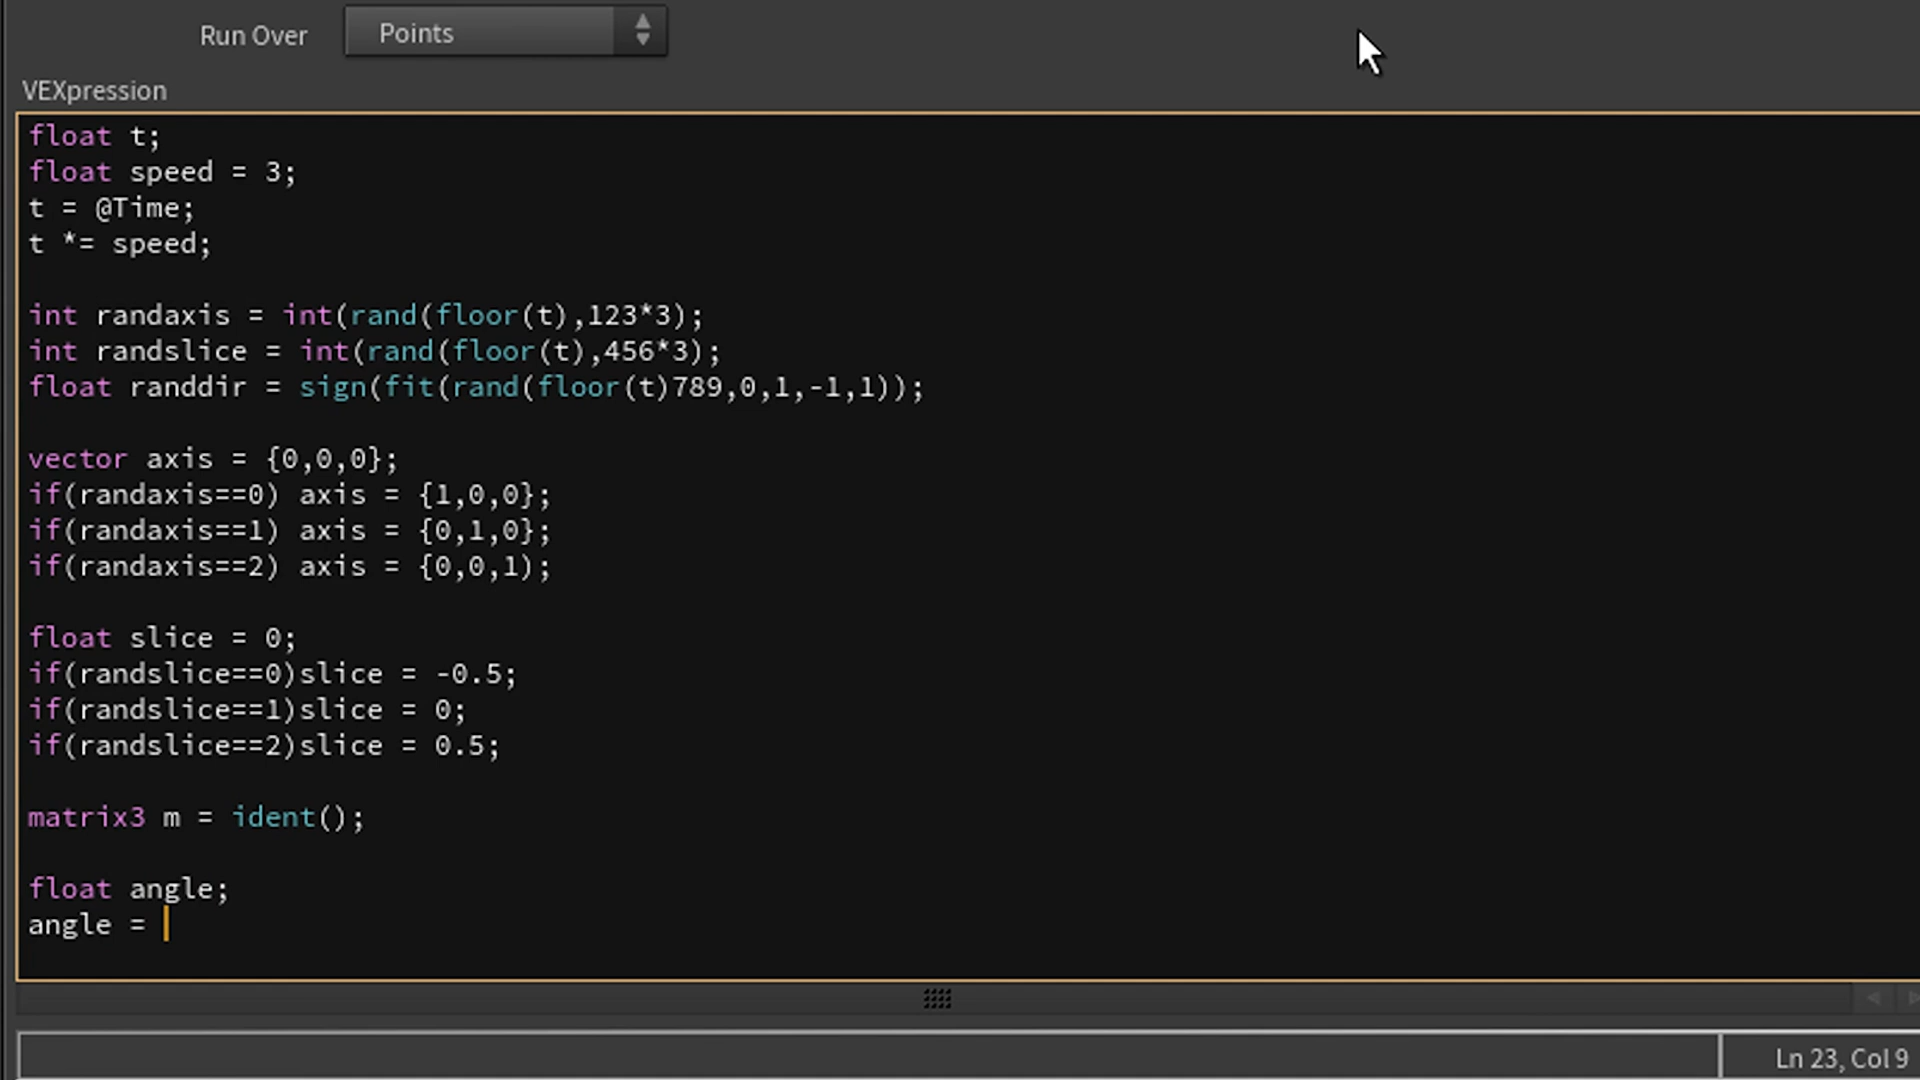 Run Over
Points
VEXpression
float t;
float speed = 3;
t = @Time;
t *= speed;
int randaxis = int(rand(floor(t),123*3);
int randslice = int(rand(floor(t),456*3);
float randdir = sign(fit(rand(floor(t)789,0,1,-1,1));
vector axis = {0,0,0};
if(randaxis==0) axis = {1,0,0};
if(randaxis==1) axis = {0,1,0};
if(randaxis==2) axis = {0,0,1);
float slice = 0;
if(randslice==0)slice = -0.5;
if(randslice==1)slice = 0;
if(randslice==2)slice = 0.5;
matrix3 m = ident();
float angle;
angle =
Ln 23, Col 9